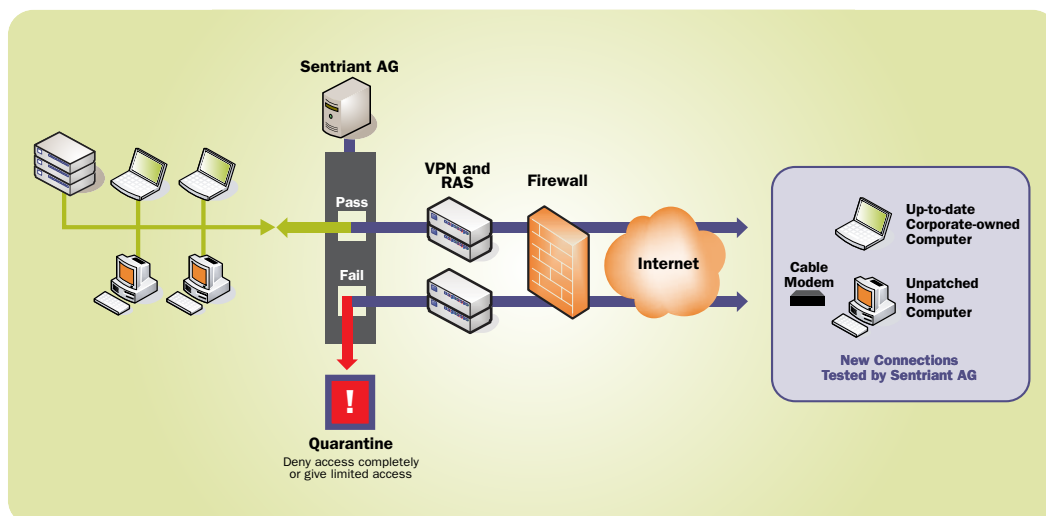 Sentriant AG
VPN and
RAS
Firewall
Pass
Fail
Internet
Up-to-date
Corporate-owned
Computer
Cable
Modem
Unpatched
Home
Computer
New Connections
Tested by Sentriant AG
!
Quarantine
Deny access completely
or give limited access